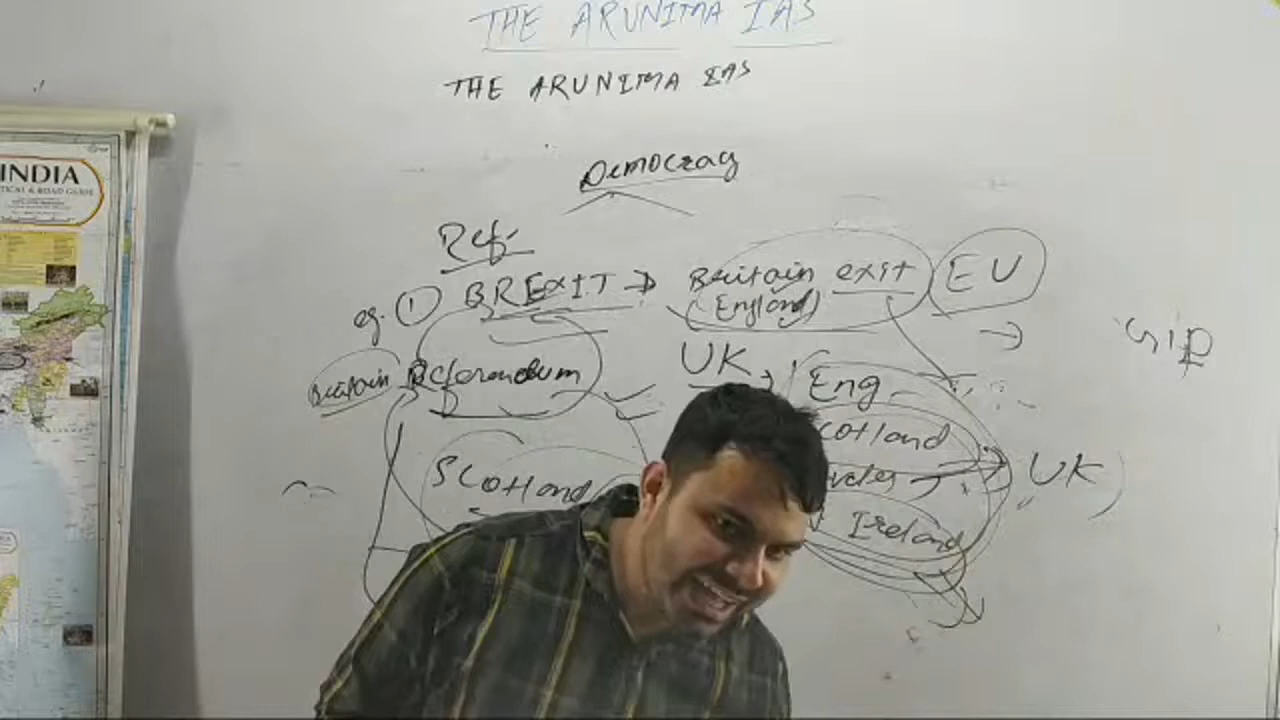 THE ARUNIMA IAS
THE ARUNIMA IAS
Democracy
Ref:
eg. ① BREXIT → Britain exit EU
(England)
Britain Referendum
UK → Eng
Scotland
UK
Scotland
Ireland
INDIA